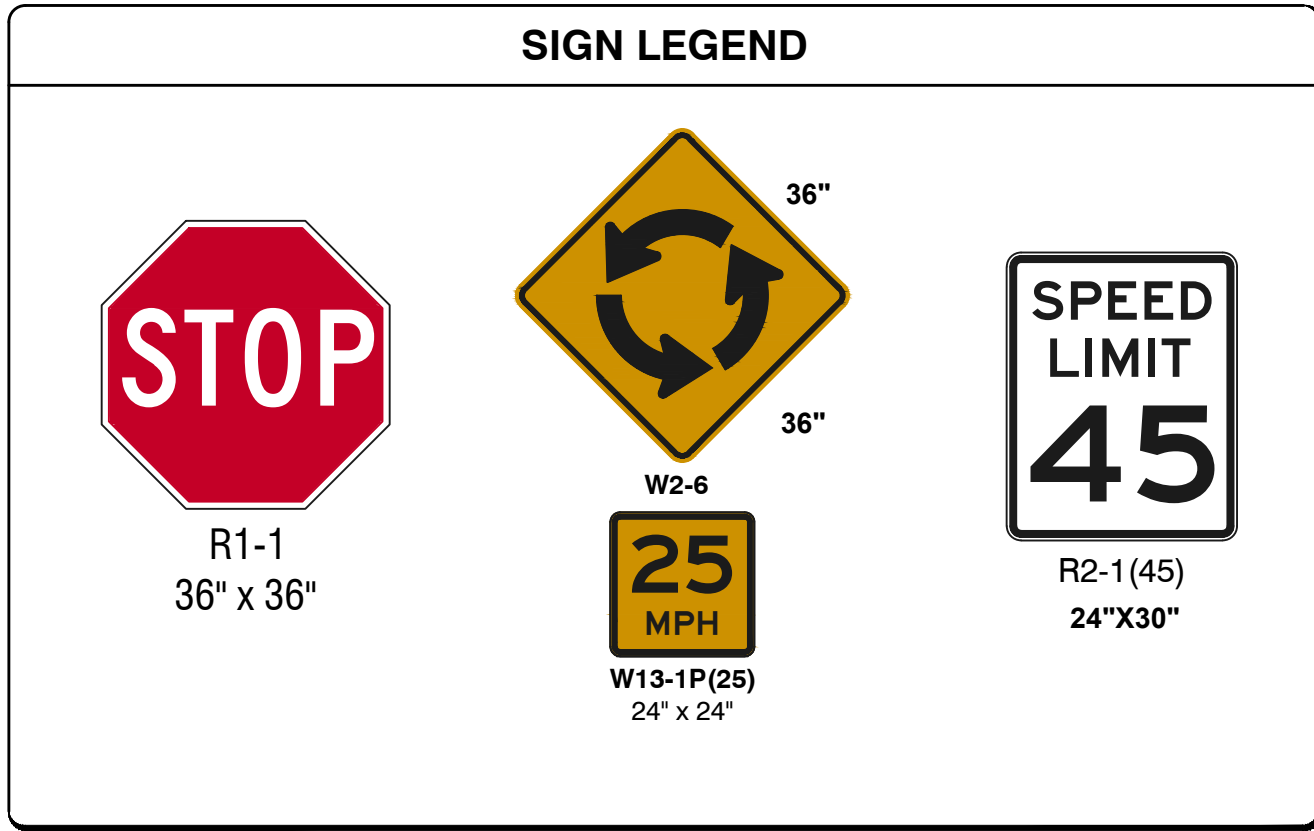 SIGN LEGEND
STOP
R1-1
36" x 36"
36"
36"
W2-6
25
MPH
W13-1P(25)
24" x 24"
SPEED
LIMIT
45
R2-1(45)
24"X30"